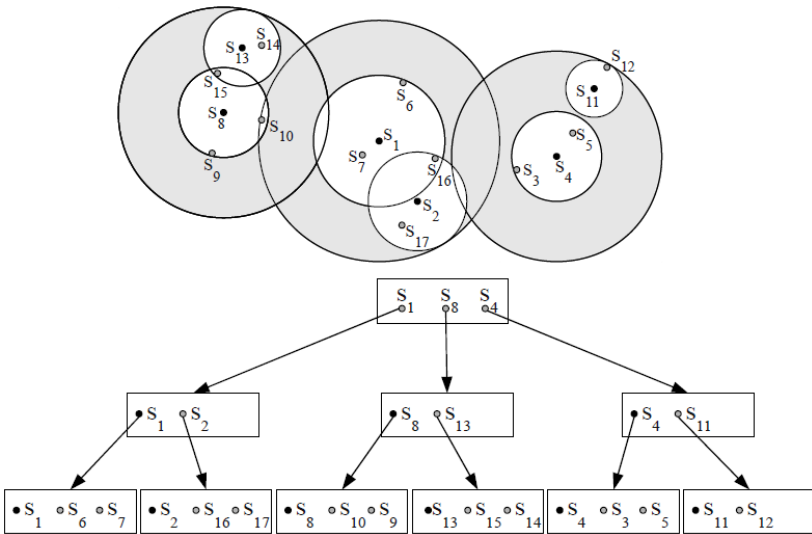 S14
S13
S12
S15
S6
S11
S8
S10
S1
S5
S7
S16
S9
S3
S4
S2
S17
S1 S8 S4
S1 S2
S8 S13
S4 S11
S1 S6 S7
S2 S16 S17
S8 S10 S9
S13 S15 S14
S4 S3 S5
S11 S12